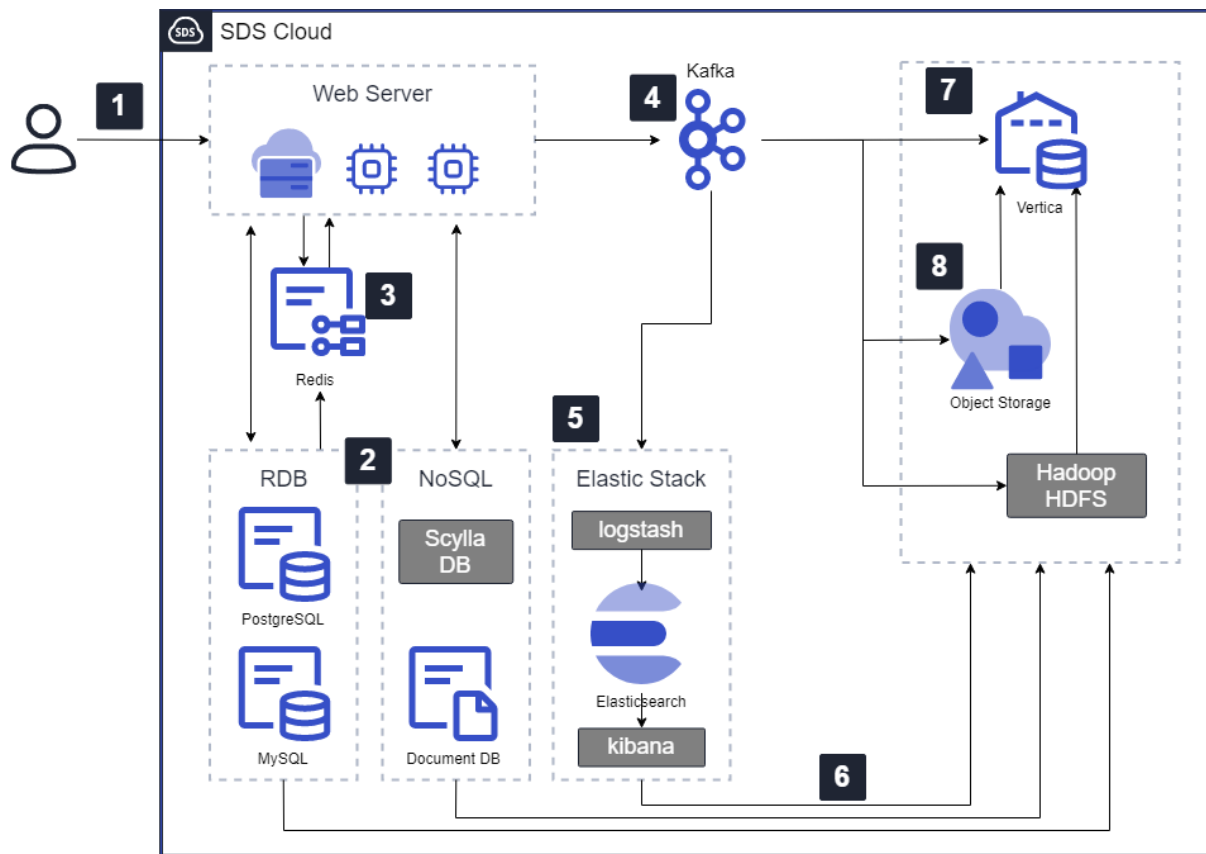 SDS
SDS Cloud
1
Web Server
4
Kafka
7
Vertica
3
Redis
8
Object Storage
5
2
RDB
NoSQL
Elastic Stack
Hadoop
HDFS
Scylla
DB
logstash
PostgreSQL
Elasticsearch
MySQL
Document DB
kibana
6